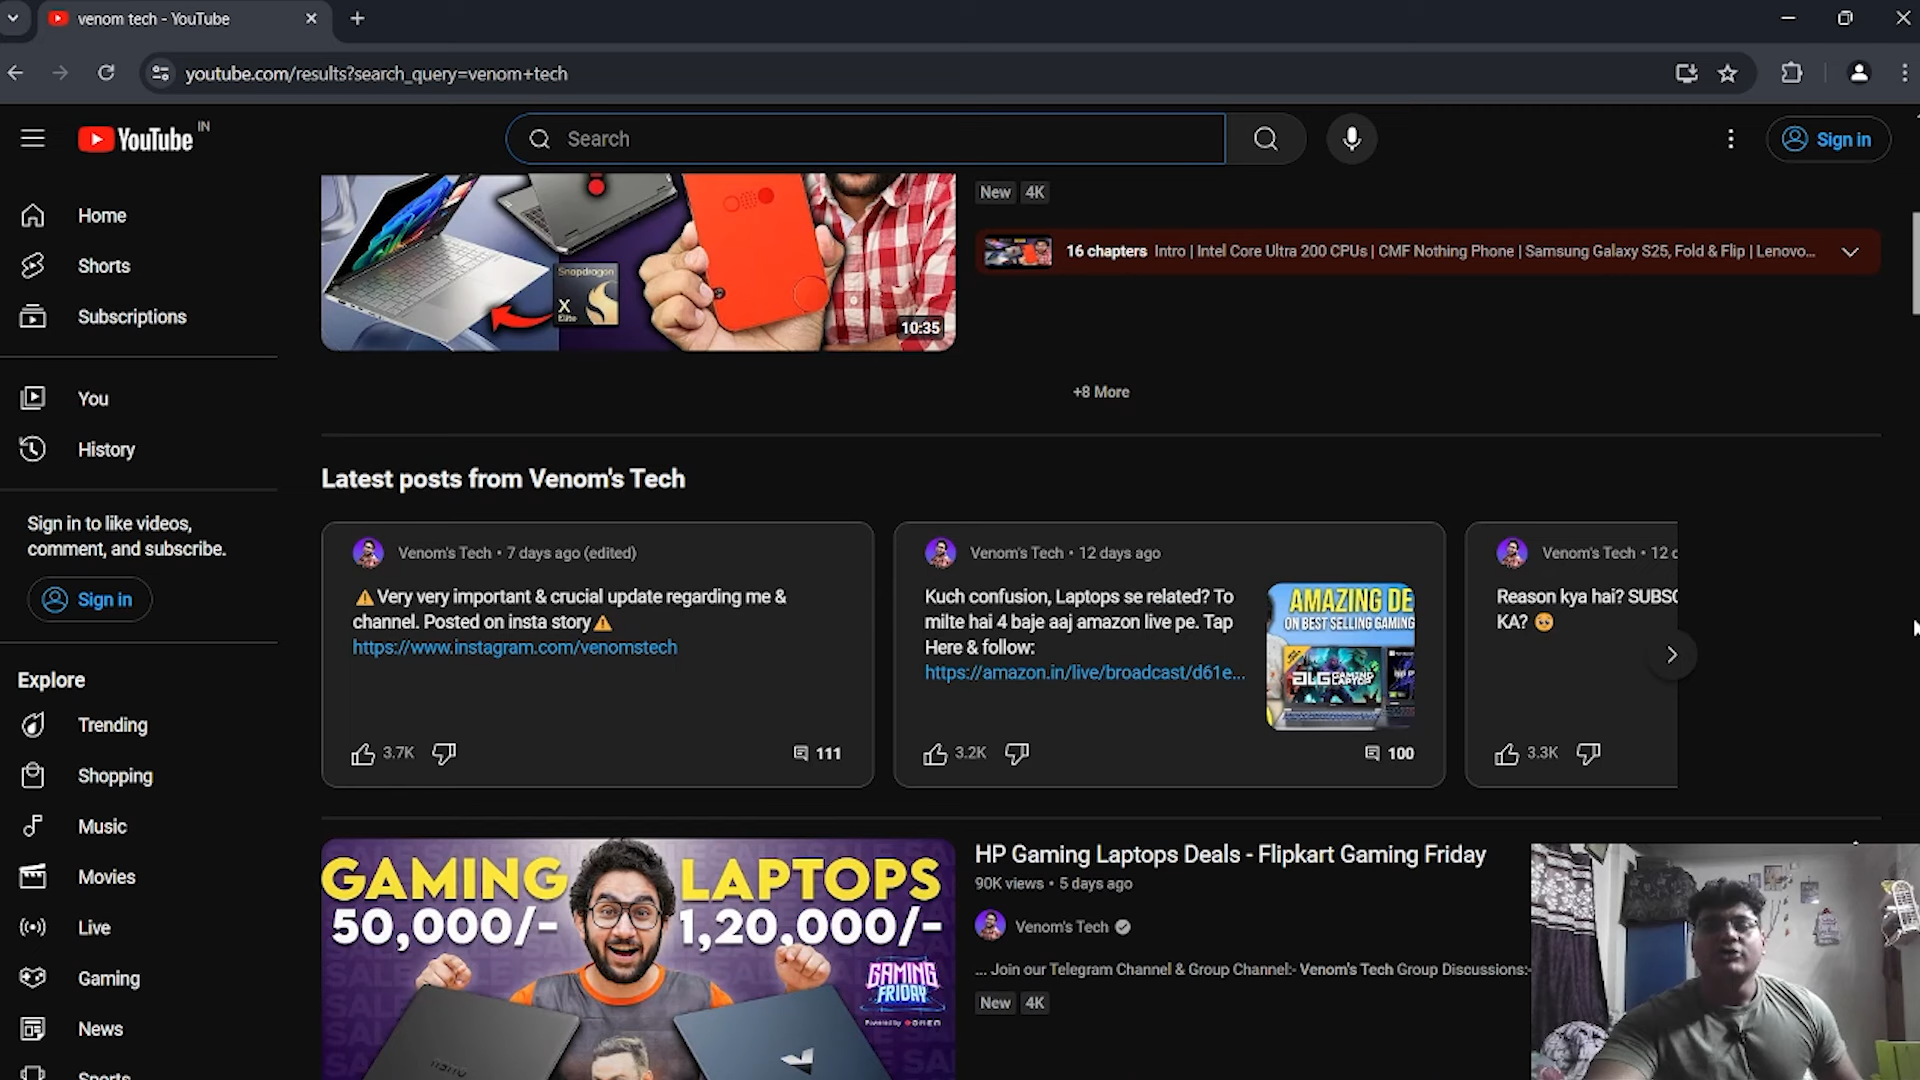 venom tech - YouTube
youtube.com/results?search_query=venom+tech
YouTube IN
Search
Sign in
Home
Shorts
Subscriptions
You
History
Sign in to like videos,
comment, and subscribe.
Sign in
Explore
Trending
Shopping
Music
Movies
Live
Gaming
News
Snapdragon
X
Elite
10:35
New 4K
16 chapters Intro | Intel Core Ultra 200 CPUs | CMF Nothing Phone | Samsung Galaxy S25, Fold & Flip | Lenovo...
+8 More
Latest posts from Venom's Tech
Venom's Tech • 7 days ago (edited)
⚠Very very important & crucial update regarding me &
channel. Posted on insta story⚠
https://www.instagram.com/venomstech
3.7K
111
Venom's Tech • 12 days ago
Kuch confusion, Laptops se related? To
milte hai 4 baje aaj amazon live pe. Tap
Here & follow:
https://amazon.in/live/broadcast/d61e...
AMAZING DE
ON BEST SELLING GAMING
GAMING
LAPTOP
3.2K
100
Venom's Tech • 12 d
Reason kya hai? SUBSC
KA? 🥺
3.3K
GAMING LAPTOPS
50,000/- 1,20,000/-
GAMING
FRIDAY
Powered by OMEN
HP Gaming Laptops Deals - Flipkart Gaming Friday
90K views • 5 days ago
Venom's Tech
... Join our Telegram Channel & Group Channel:- Venom's Tech Group Discussions:-
New 4K